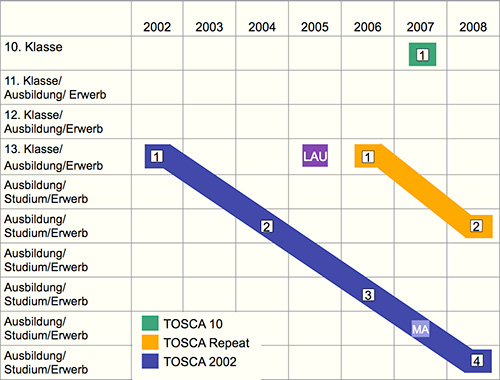 2002 2003 2004 2005 2006 2007 2008
10. Klasse
1
11. Klasse/
Ausbildung/ Erwerb
12. Klasse/
Ausbildung/Erwerb
13. Klasse/
Ausbildung/Erwerb
1 LAU 1
Ausbildung/
Studium/Erwerb
Ausbildung/
Studium/Erwerb
2 2
Ausbildung/
Studium/Erwerb
Ausbildung/
Studium/Erwerb
3
Ausbildung/
Studium/Erwerb
MA
Ausbildung/
Studium/Erwerb
4
TOSCA 10
TOSCA Repeat
TOSCA 2002